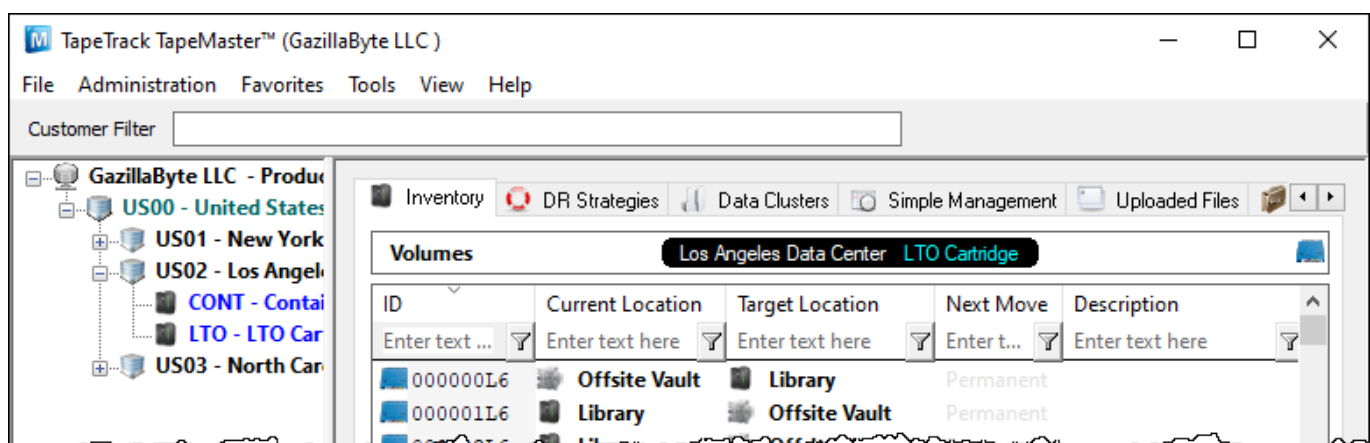 TapeTrack TapeMaster™ (GazillaByte LLC )
File Administration Favorites Tools View Help
Customer Filter
GazillaByte LLC - Produc
US00 - United States
US01 - New York
US02 - Los Angel
CONT - Contai
LTO - LTO Car
US03 - North Car
Inventory DR Strategies Data Clusters Simple Management Uploaded Files
Volumes Los Angeles Data Center LTO Cartridge
ID Current Location Target Location Next Move Description
Enter text ... Enter text here Enter text here Enter t... Enter text here
000000L6 Offsite Vault Library Permanent
000001L6 Library Offsite Vault Permanent